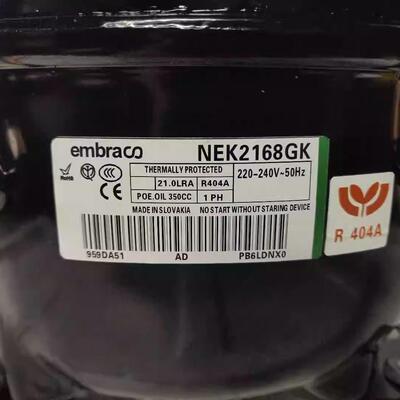 embraco NEK2168GK
THERMALLY PROTECTED 220-240V~50Hz
21.0LRA R404A
POE.OIL 350CC 1 PH
MADE IN SLOVAKIA NO START WITHOUT STARING DEVICE
959DA51 AD PB6LDNX0
R 404A